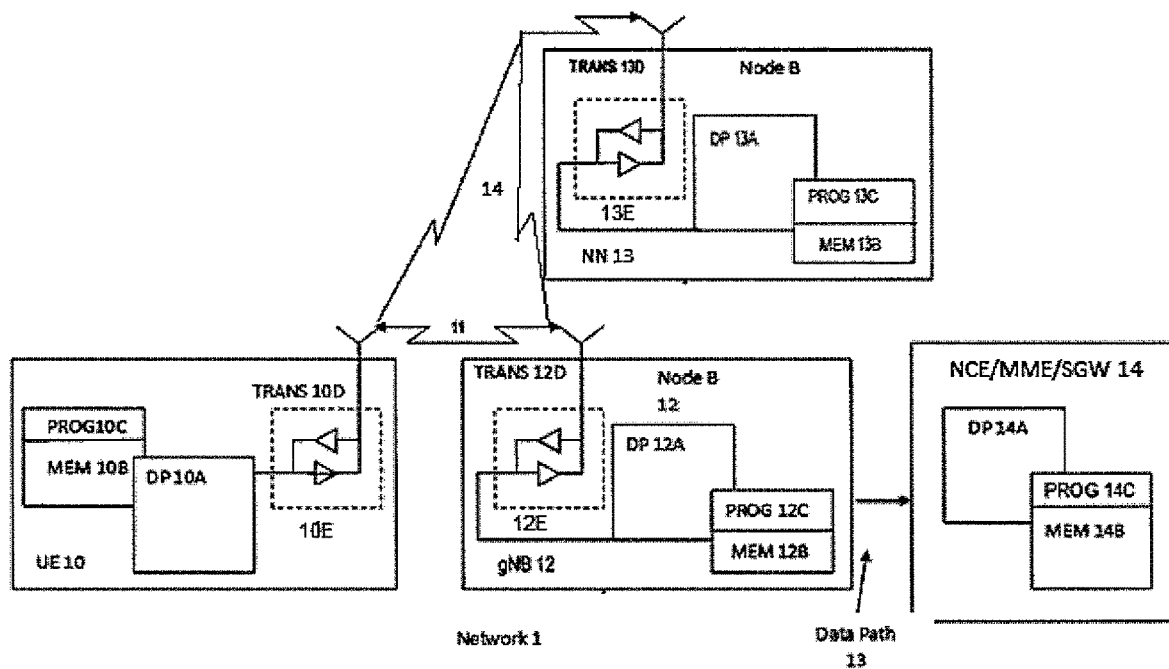 TRANS 13D
Node B
DP 13A
14
PROG 13C
13E
MEM 13B
NN 13
11
TRANS 10D
PROG10C
MEM 10B
DP 10A
10E
UE 10
TRANS 12D
Node B
12
DP 12A
PROG 12C
12E
MEM 12B
gNB 12
NCE/MME/SGW 14
DP 14A
PROG 14C
MEM 14B
Network 1
Data Path
13